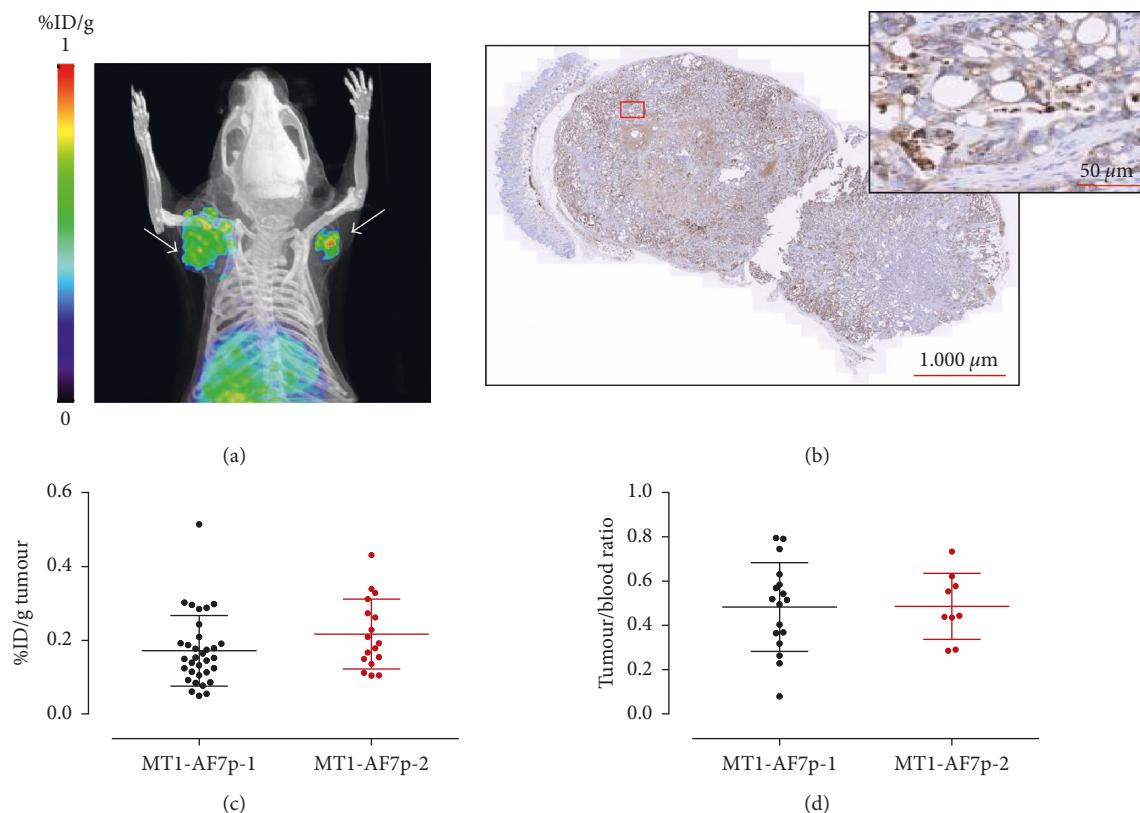 %ID/g
1
0
(a)
50 µm
1.000 µm
(b)
0.6
0.4
0.2
0.0
%ID/g tumour
MT1-AF7p-1
MT1-AF7p-2
(c)
1.0
0.8
0.6
0.4
0.2
0.0
Tumour/blood ratio
MT1-AF7p-1
MT1-AF7p-2
(d)